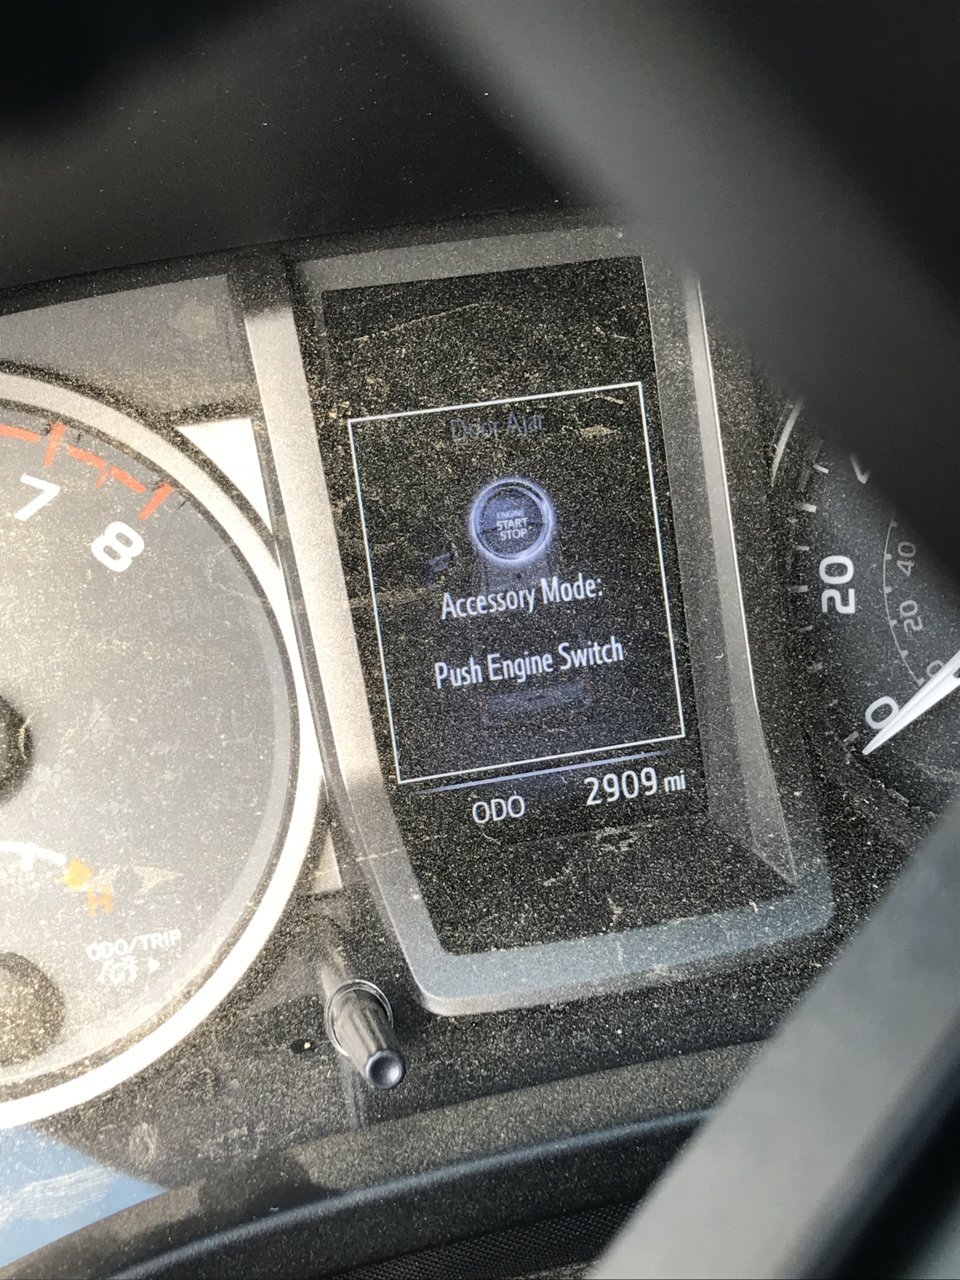 Door Ajar
ENGINE
START
STOP
Accessory Mode:
Push Engine Switch
ODO 2909 mi
7
8
H
ODO/TRIP
20
0
40
20